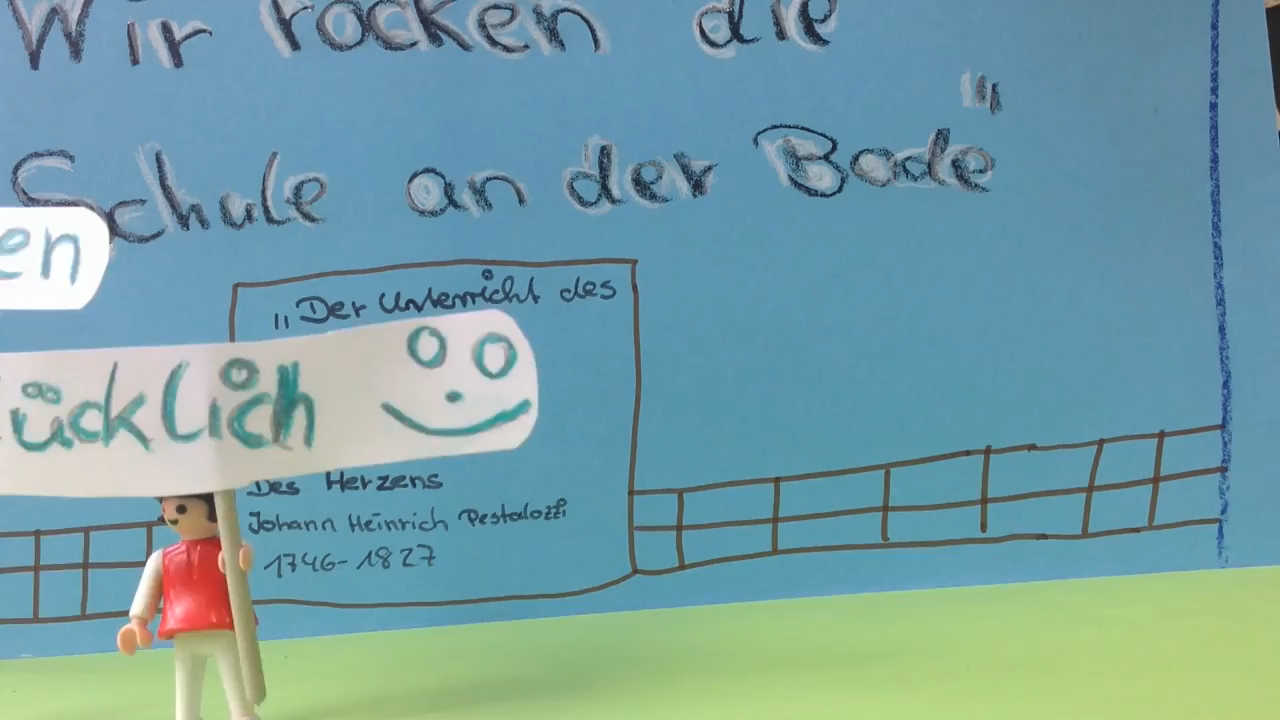 Wir rocken die
Schule an der Bode"
en
ücklich
„Der Unterricht des
Des Herzens
Johann Heinrich Pestalozzi
1746-1827